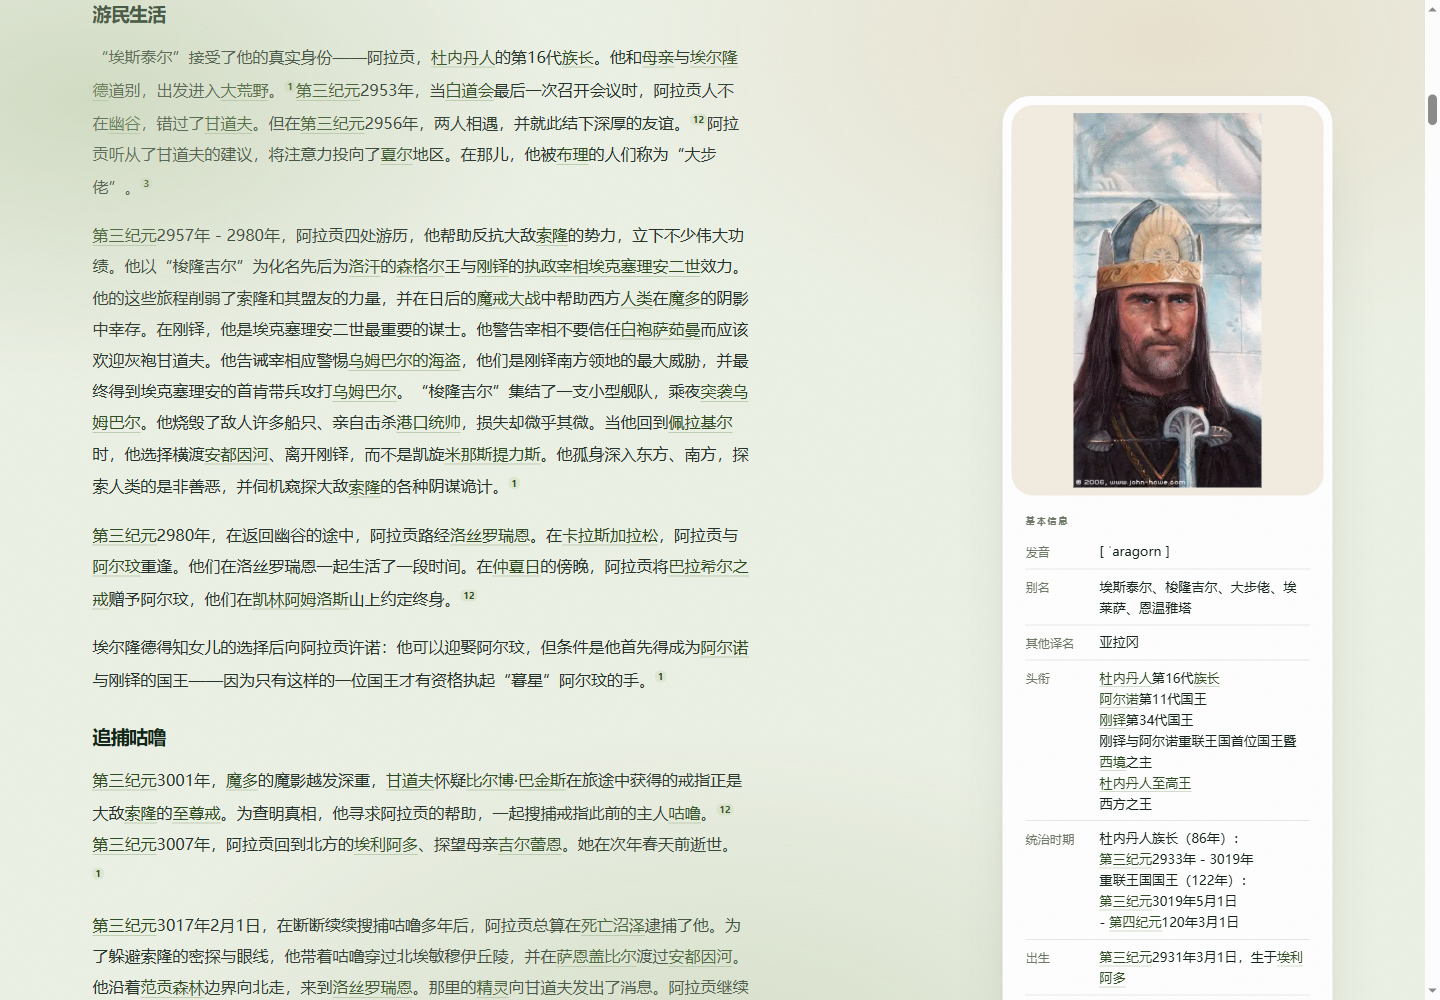 游民生活
“埃斯泰尔”接受了他的真实身份——阿拉贡，杜内丹人的第16代族长。他和母亲与埃尔隆
德道别，出发进入大荒野。1第三纪元2953年，当白道会最后一次召开会议时，阿拉贡人不
在幽谷，错过了甘道夫。但在第三纪元2956年，两人相遇，并就此结下深厚的友谊。12阿拉
贡听从了甘道夫的建议，将注意力投向了夏尔地区。在那儿，他被布理的人们称为“大步
佬”。3
第三纪元2957年 - 2980年，阿拉贡四处游历，他帮助反抗大敌索隆的势力，立下不少伟大功
绩。他以“梭隆吉尔”为化名先后为洛汗的森格尔王与刚铎的执政宰相埃克塞理安二世效力。
他的这些旅程削弱了索隆和其盟友的力量，并在日后的魔戒大战中帮助西方人类在魔多的阴影
中幸存。在刚铎，他是埃克塞理安二世最重要的谋士。他警告宰相不要信任白袍萨茹曼而应该
欢迎灰袍甘道夫。他告诫宰相应警惕乌姆巴尔的海盗，他们是刚铎南方领地的最大威胁，并最
终得到埃克塞理安的首肯带兵攻打乌姆巴尔。“梭隆吉尔”集结了一支小型舰队，乘夜突袭乌
姆巴尔。他烧毁了敌人许多船只、亲自击杀港口统帅，损失却微乎其微。当他回到佩拉基尔
时，他选择横渡安都因河、离开刚铎，而不是凯旋米那斯提力斯。他孤身深入东方、南方，探
索人类的是非善恶，并伺机窥探大敌索隆的各种阴谋诡计。1
第三纪元2980年，在返回幽谷的途中，阿拉贡路经洛丝罗瑞恩。在卡拉斯加拉松，阿拉贡与
阿尔玟重逢。他们在洛丝罗瑞恩一起生活了一段时间。在仲夏日的傍晚，阿拉贡将巴拉希尔之
戒赠予阿尔玟，他们在凯林阿姆洛斯山上约定终身。12
埃尔隆德得知女儿的选择后向阿拉贡许诺：他可以迎娶阿尔玟，但条件是他首先得成为阿尔诺
与刚铎的国王——因为只有这样的一位国王才有资格执起“暮星”阿尔玟的手。1
追捕咕噜
第三纪元3001年，魔多的魔影越发深重，甘道夫怀疑比尔博·巴金斯在旅途中获得的戒指正是
大敌索隆的至尊戒。为查明真相，他寻求阿拉贡的帮助，一起搜捕戒指此前的主人咕噜。12
第三纪元3007年，阿拉贡回到北方的埃利阿多、探望母亲吉尔蕾恩。她在次年春天前逝世。
1
第三纪元3017年2月1日，在断断续续搜捕咕噜多年后，阿拉贡总算在死亡沼泽逮捕了他。为
了躲避索隆的密探与眼线，他带着咕噜穿过北埃敏穆伊丘陵，并在萨恩盖比尔渡过安都因河。
他沿着范贡森林边界向北走，来到洛丝罗瑞恩。那里的精灵向甘道夫发出了消息。阿拉贡继续
© 2006, www.john-howe.com
基本信息
发音 [ ˈaragorn ]
别名 埃斯泰尔、梭隆吉尔、大步佬、埃
莱萨、恩温雅塔
其他译名 亚拉冈
头衔 杜内丹人第16代族长
阿尔诺第11代国王
刚铎第34代国王
刚铎与阿尔诺重联王国首位国王暨
西境之主
杜内丹人至高王
西方之王
统治时期 杜内丹人族长（86年）：
第三纪元2933年 - 3019年
重联王国国王（122年）：
第三纪元3019年5月1日
- 第四纪元120年3月1日
出生 第三纪元2931年3月1日，生于埃利
阿多